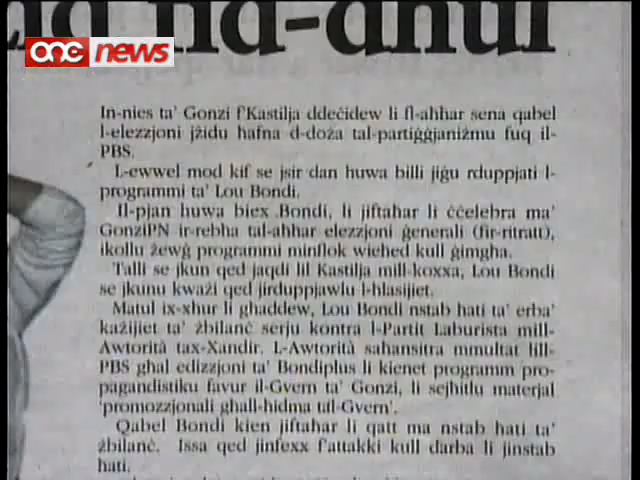 fid-dħul
one news
In-nies ta' Gonzi f'Kastilja ddeċidew li fl-aħħar sena qabel
l-elezzjoni jżidu ħafna d-doża tal-partiġġjaniżmu fuq il-
PBS.
L-ewwel mod kif se jsir dan huwa billi jiġu rduppjati l-
programmi ta' Lou Bondi.
Il-pjan huwa biex Bondi, li jiftaħar li ċċelebra ma'
GonziPN ir-rebħa tal-aħħar elezzjoni ġenerali (fir-ritratt),
ikollu żewġ programmi minflok wieħed kull ġimgħa.
Talli se jkun qed jaqdi lil Kastilja mill-koxxa, Lou Bondi
se jkunu kważi qed jirduppjawlu l-ħlasijiet.
Matul ix-xhur li għaddew, Lou Bondi nstab ħati ta' erba'
każijiet ta' żbilanċ serju kontra l-Partit Laburista mill-
Awtorità tax-Xandir. L-Awtorità saħansitra mmultat lill-
PBS għal edizzjoni ta' Bondiplus li kienet programm pro-
pagandistiku favur il-Gvern ta' Gonzi, li sejħitlu materjal
'promozzjonali għall-ħidma tal-Gvern'.
Qabel Bondi kien jiftaħar li qatt ma nstab ħati ta'
żbilanċ. Issa qed jinfexx f'attakki kull darba li jinstab
ħati.